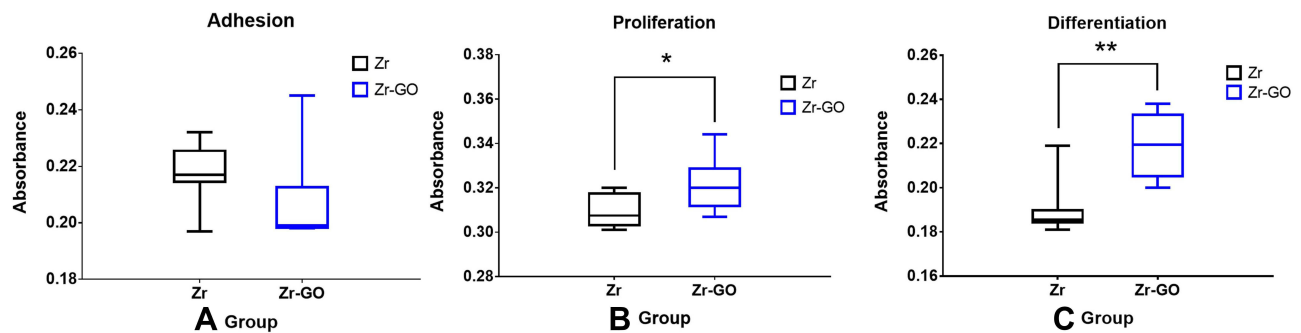 Adhesion
0.26
0.24
0.22
0.20
0.18
Absorbance
Zr
Zr-GO
Zr
Zr-GO
A Group
Proliferation
0.38
0.36
0.34
0.32
0.30
0.28
Absorbance
*
Zr
Zr-GO
Zr
Zr-GO
B Group
Differentiation
0.26
0.24
0.22
0.20
0.18
0.16
Absorbance
**
Zr
Zr-GO
Zr
Zr-GO
C Group